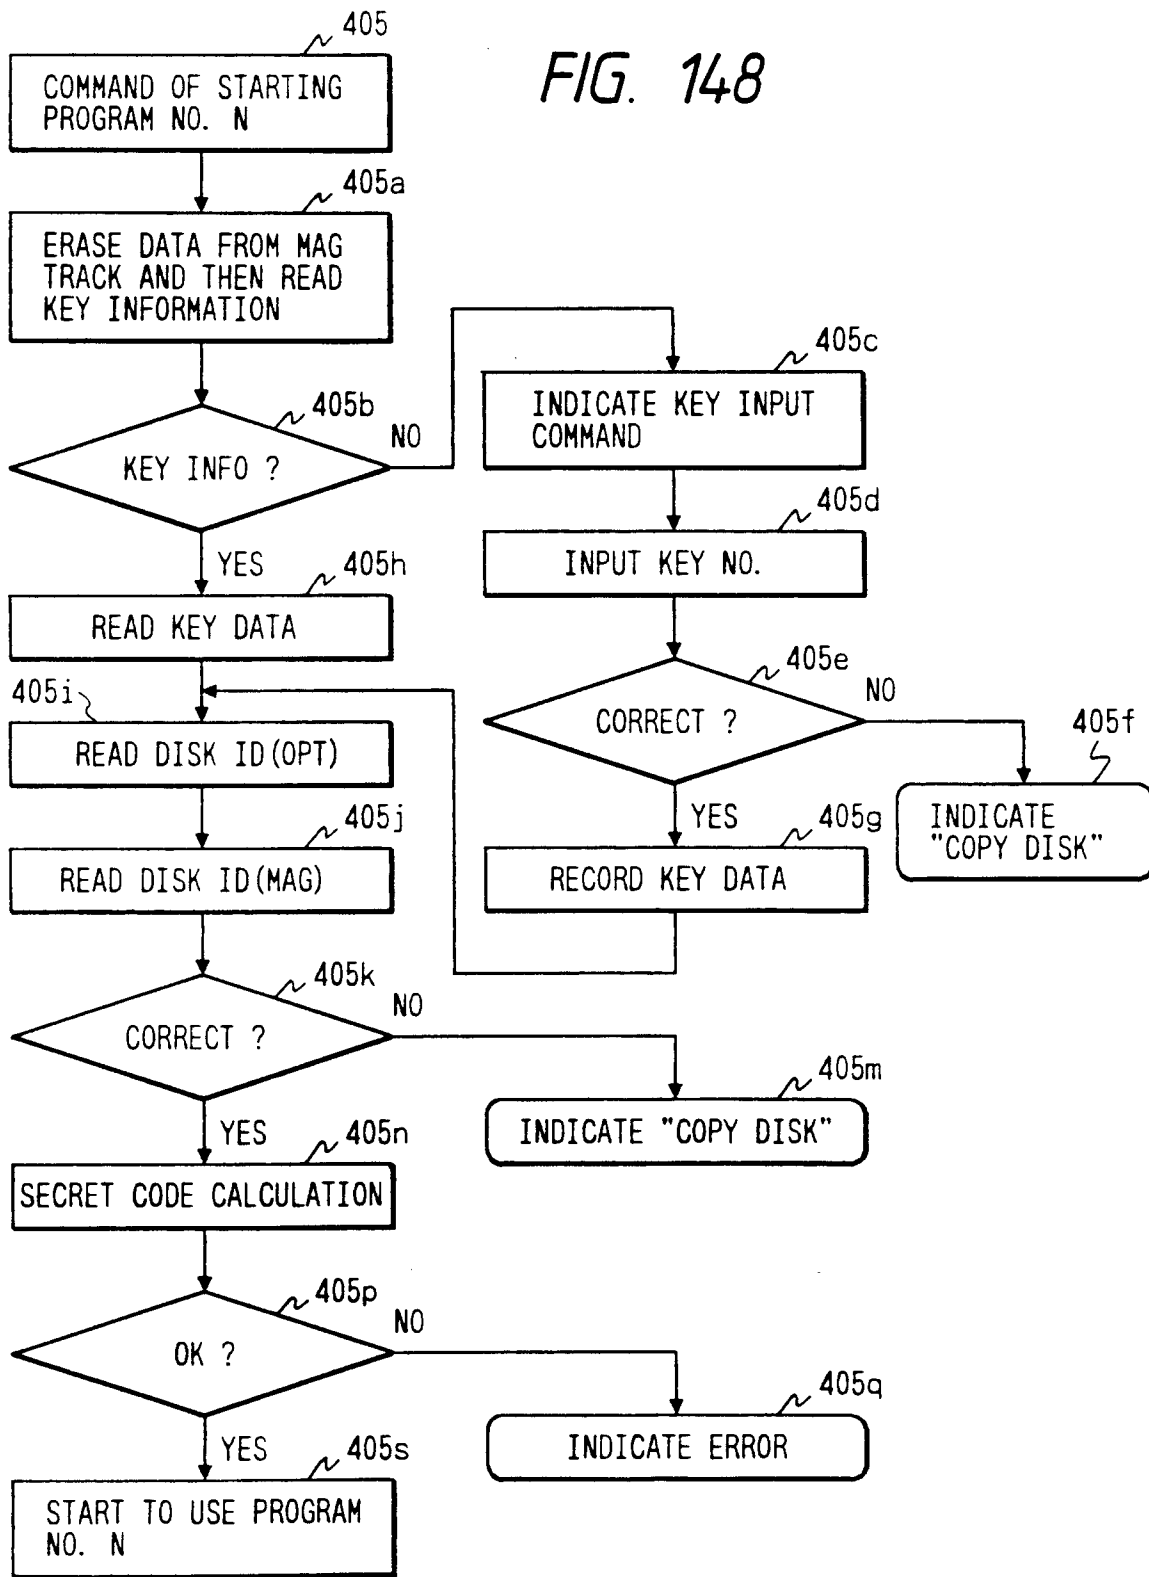 FIG. 148
405
COMMAND OF STARTING
PROGRAM NO. N
405a
ERASE DATA FROM MAG
TRACK AND THEN READ
KEY INFORMATION
405b
KEY INFO ?
NO
YES
405c
INDICATE KEY INPUT
COMMAND
405d
INPUT KEY NO.
405e
CORRECT ?
NO
405f
INDICATE
"COPY DISK"
YES
405g
RECORD KEY DATA
405h
READ KEY DATA
405i
READ DISK ID(OPT)
405j
READ DISK ID(MAG)
405k
CORRECT ?
NO
405m
INDICATE "COPY DISK"
YES
405n
SECRET CODE CALCULATION
405p
OK ?
NO
405q
INDICATE ERROR
YES
405s
START TO USE PROGRAM
NO. N